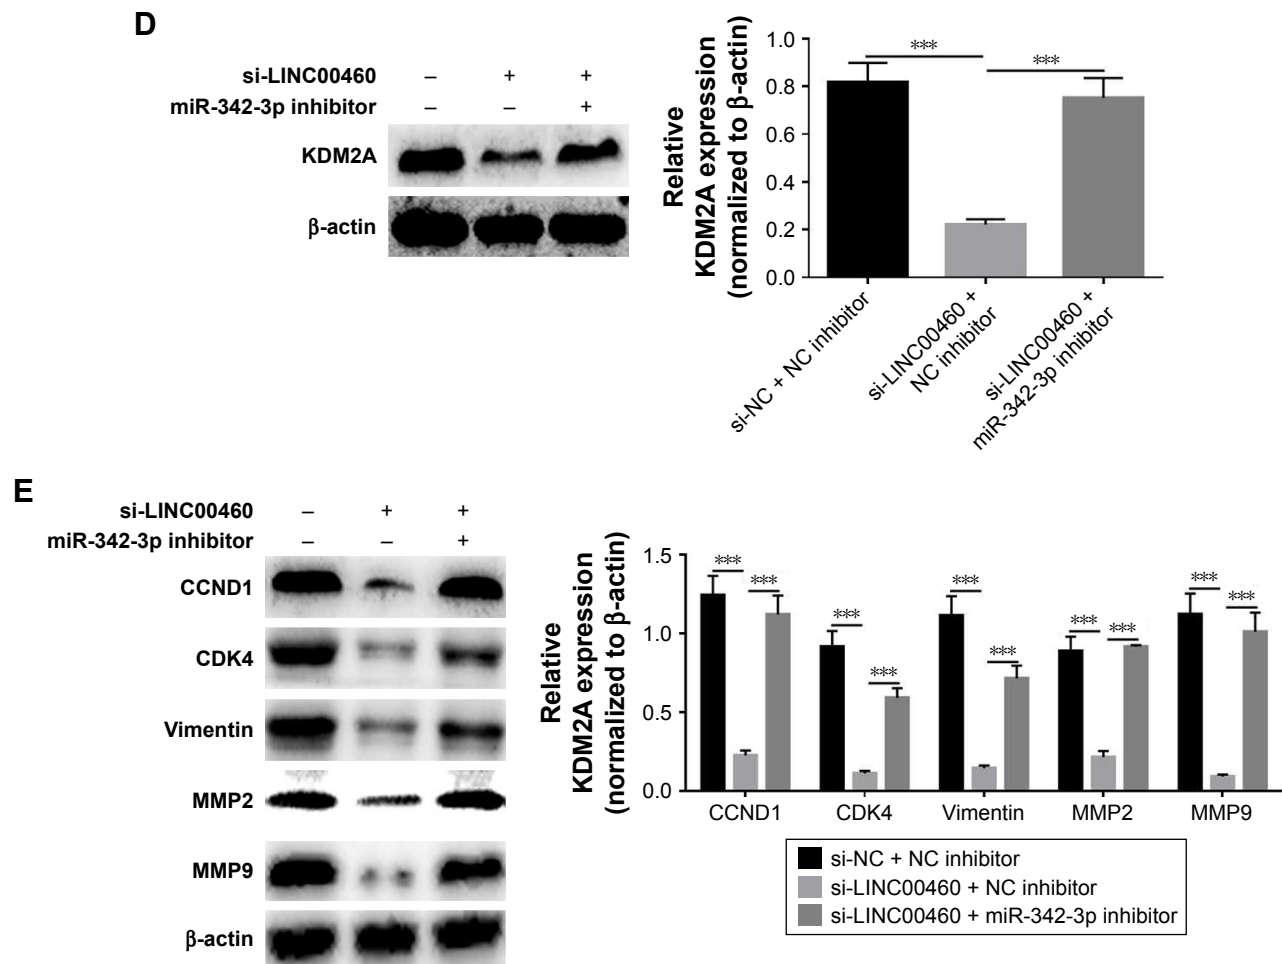 D
si-LINC00460 – + +
miR-342-3p inhibitor – – +
KDM2A
β-actin
Relative
KDM2A expression
(normalized to β-actin)
1.0
0.8
0.6
0.4
0.2
0.0
*** ***
si-NC + NC inhibitor
si-LINC00460 +
NC inhibitor
si-LINC00460 +
miR-342-3p inhibitor
E
si-LINC00460 – + +
miR-342-3p inhibitor – – +
CCND1
CDK4
Vimentin
MMP2
MMP9
β-actin
Relative
KDM2A expression
(normalized to β-actin)
1.5
1.0
0.5
0.0
*** *** *** *** *** *** *** *** *** ***
CCND1 CDK4 Vimentin MMP2 MMP9
si-NC + NC inhibitor
si-LINC00460 + NC inhibitor
si-LINC00460 + miR-342-3p inhibitor